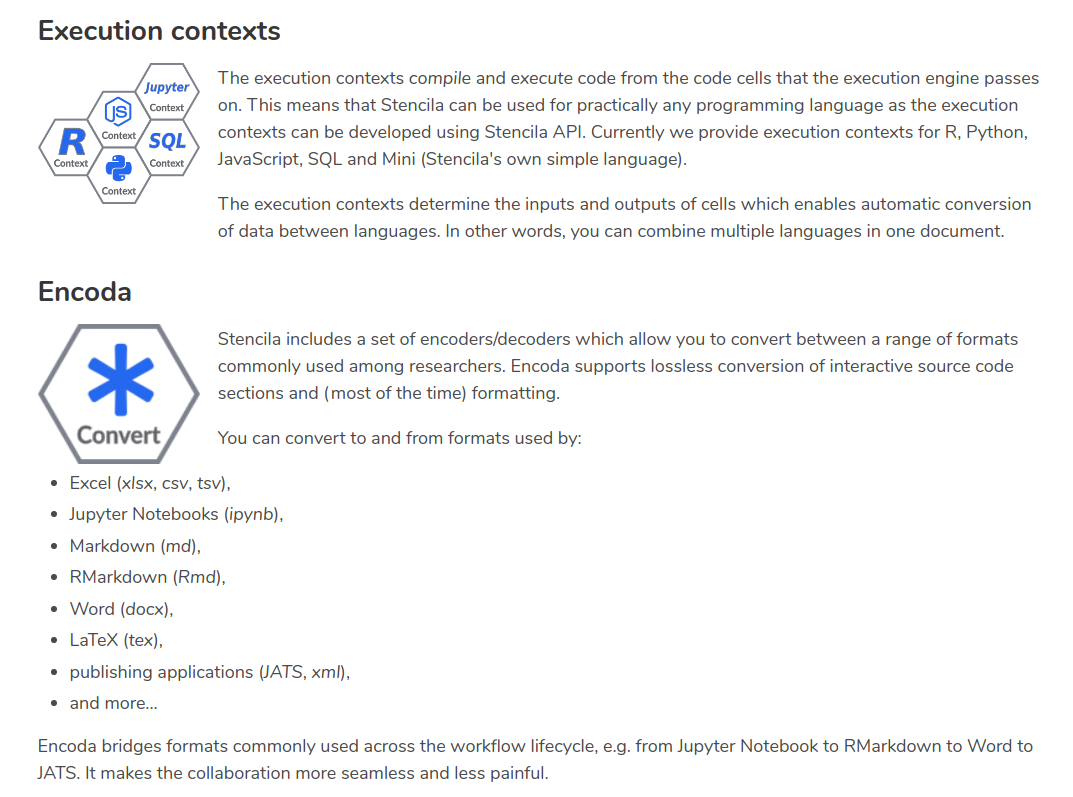 Execution contexts
Jupyter
Context
JS
Context
R
Context
SQL
Context
Context
The execution contexts compile and execute code from the code cells that the execution engine passes
on. This means that Stencila can be used for practically any programming language as the execution
contexts can be developed using Stencila API. Currently we provide execution contexts for R, Python,
JavaScript, SQL and Mini (Stencila's own simple language).
The execution contexts determine the inputs and outputs of cells which enables automatic conversion
of data between languages. In other words, you can combine multiple languages in one document.
Encoda
Convert
Stencila includes a set of encoders/decoders which allow you to convert between a range of formats
commonly used among researchers. Encoda supports lossless conversion of interactive source code
sections and (most of the time) formatting.
You can convert to and from formats used by:
• Excel (xlsx, csv, tsv),
• Jupyter Notebooks (ipynb),
• Markdown (md),
• RMarkdown (Rmd),
• Word (docx),
• LaTeX (tex),
• publishing applications (JATS, xml),
• and more...
Encoda bridges formats commonly used across the workflow lifecycle, e.g. from Jupyter Notebook to RMarkdown to Word to
JATS. It makes the collaboration more seamless and less painful.